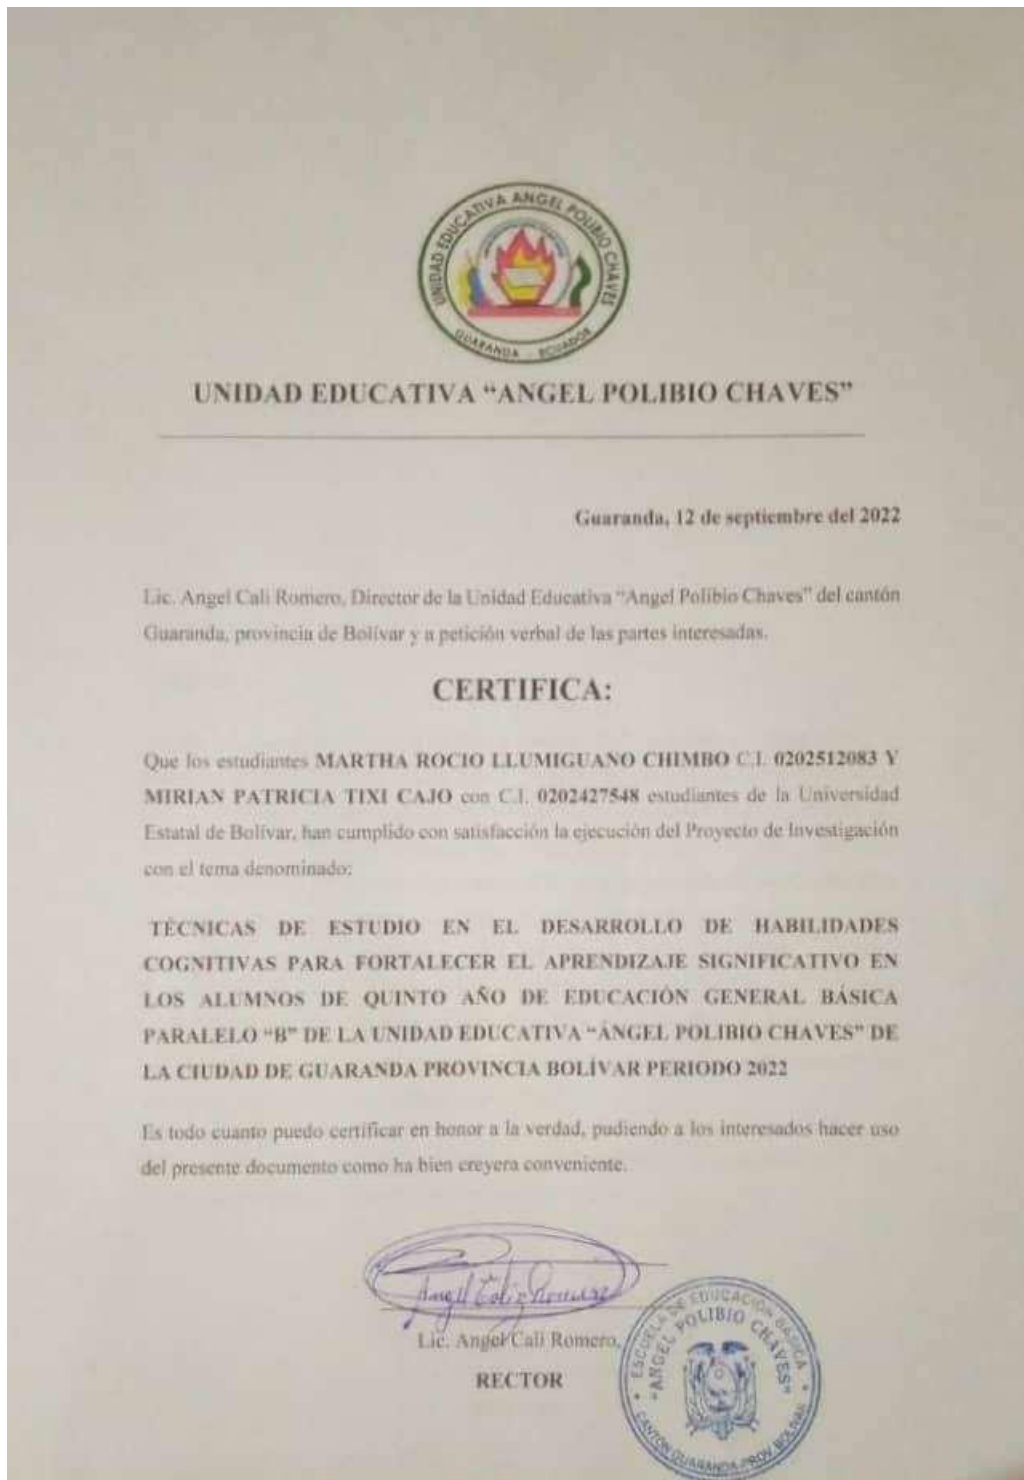 UNIDAD EDUCATIVA ANGEL POLIBIO CHAVES
GUARANDA - ECUADOR
UNIDAD EDUCATIVA “ANGEL POLIBIO CHAVES”
Guaranda, 12 de septiembre del 2022
Lic. Angel Cali Romero, Director de la Unidad Educativa “Angel Polibio Chaves” del cantón
Guaranda, provincia de Bolívar y a petición verbal de las partes interesadas.
CERTIFICA:
Que los estudiantes MARTHA ROCIO LLUMIGUANO CHIMBO C.I. 0202512083 Y
MIRIAN PATRICIA TIXI CAJO con C.I. 0202427548 estudiantes de la Universidad
Estatal de Bolívar, han cumplido con satisfacción la ejecución del Proyecto de Investigación
con el tema denominado:
TÉCNICAS DE ESTUDIO EN EL DESARROLLO DE HABILIDADES
COGNITIVAS PARA FORTALECER EL APRENDIZAJE SIGNIFICATIVO EN
LOS ALUMNOS DE QUINTO AÑO DE EDUCACIÓN GENERAL BÁSICA
PARALELO “B” DE LA UNIDAD EDUCATIVA “ÁNGEL POLIBIO CHAVES” DE
LA CIUDAD DE GUARANDA PROVINCIA BOLÍVAR PERIODO 2022
Es todo cuanto puedo certificar en honor a la verdad, pudiendo a los interesados hacer uso
del presente documento como ha bien creyera conveniente.
Lic. Angel Cali Romero.
RECTOR
ESCUELA DE EDUCACIÓN BÁSICA
"ANGEL POLIBIO CHAVES"
CANTÓN GUARANDA-PROV. BOLIVAR